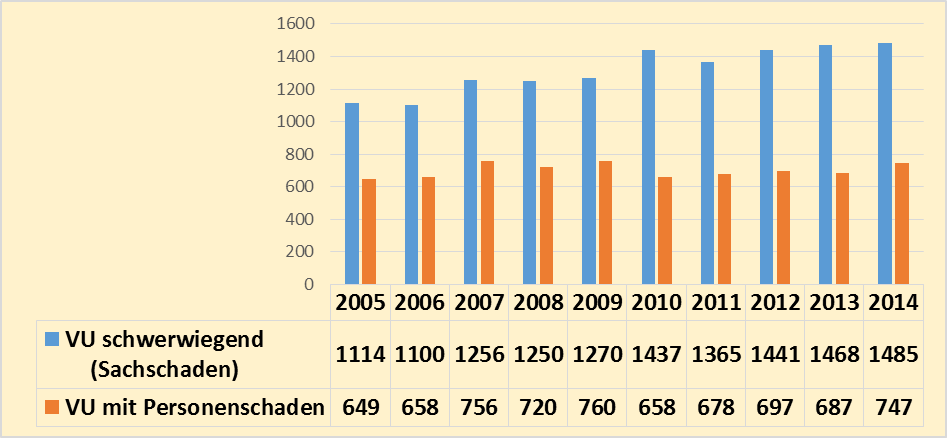 1600
1400
1200
1000
800
600
400
200
0
2005 2006 2007 2008 2009 2010 2011 2012 2013 2014
VU schwerwiegend
(Sachschaden) 1114 1100 1256 1250 1270 1437 1365 1441 1468 1485
VU mit Personenschaden 649 658 756 720 760 658 678 697 687 747